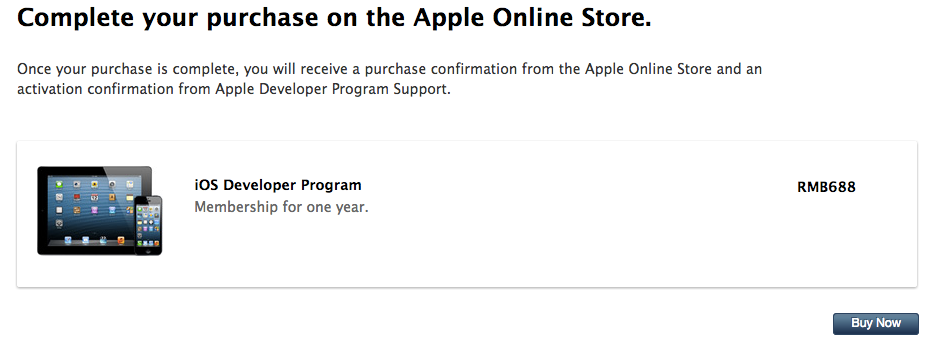 Complete your purchase on the Apple Online Store.
Once your purchase is complete, you will receive a purchase confirmation from the Apple Online Store and an
activation confirmation from Apple Developer Program Support.
iOS Developer Program
RMB688
Membership for one year.
Buy Now